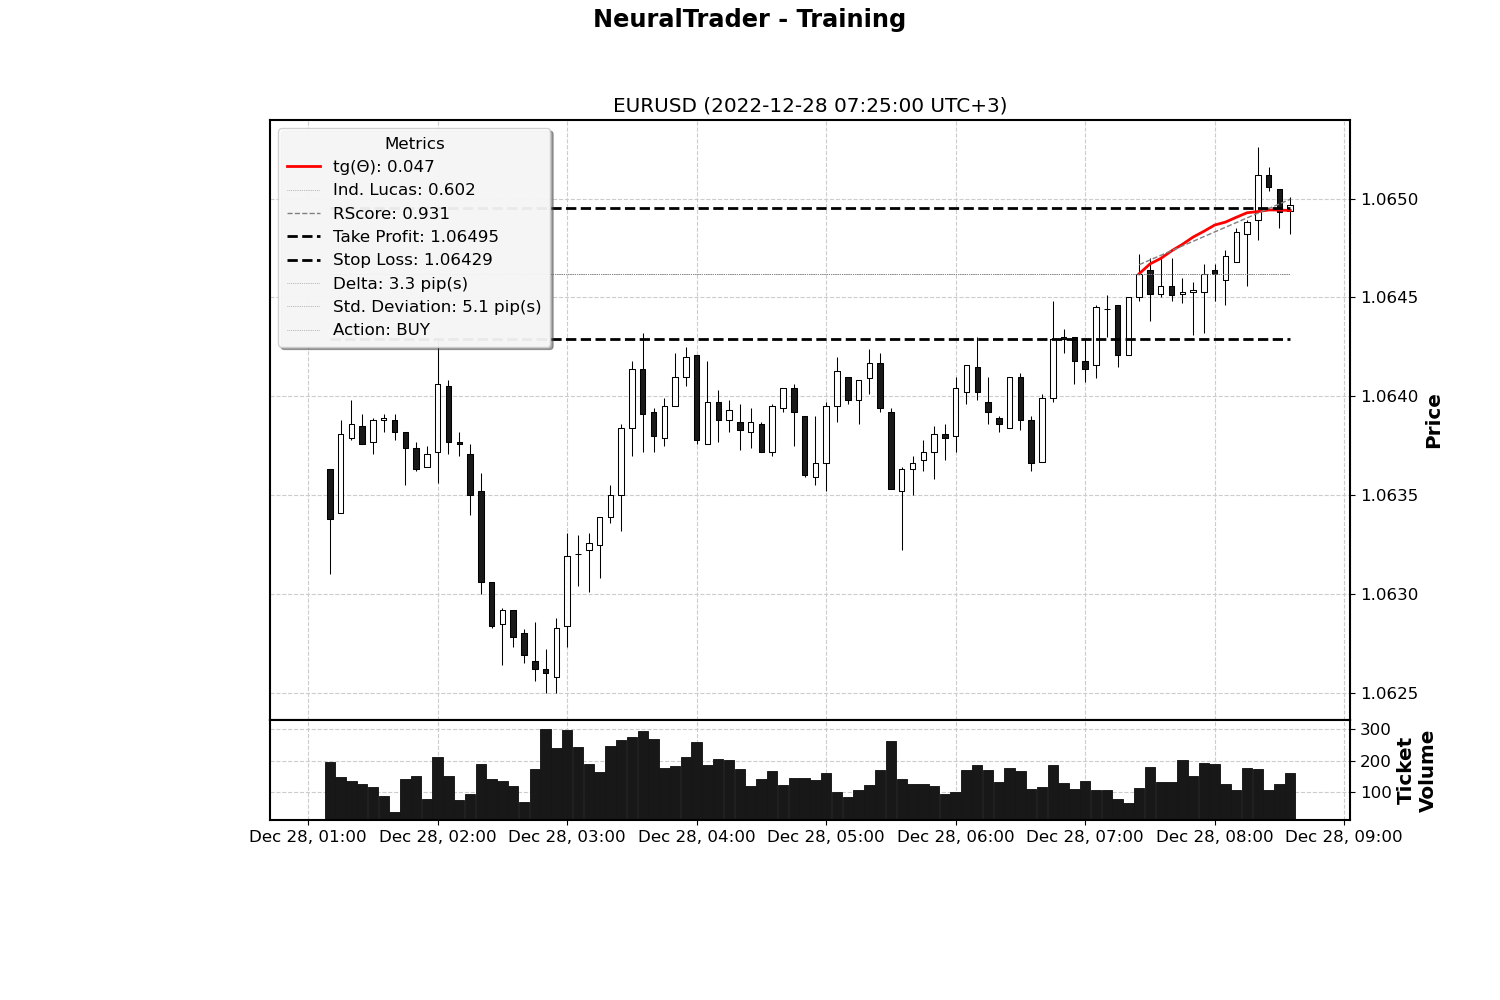 NeuralTrader - Training
EURUSD (2022-12-28 07:25:00 UTC+3)
Metrics
tg(Θ): 0.047
Ind. Lucas: 0.602
RScore: 0.931
Take Profit: 1.06495
Stop Loss: 1.06429
Delta: 3.3 pip(s)
Std. Deviation: 5.1 pip(s)
Action: BUY
1.0650
1.0645
1.0640
1.0635
1.0630
1.0625
Price
300
200
100
Ticket
Volume
Dec 28, 01:00 Dec 28, 02:00 Dec 28, 03:00 Dec 28, 04:00 Dec 28, 05:00 Dec 28, 06:00 Dec 28, 07:00 Dec 28, 08:00 Dec 28, 09:00